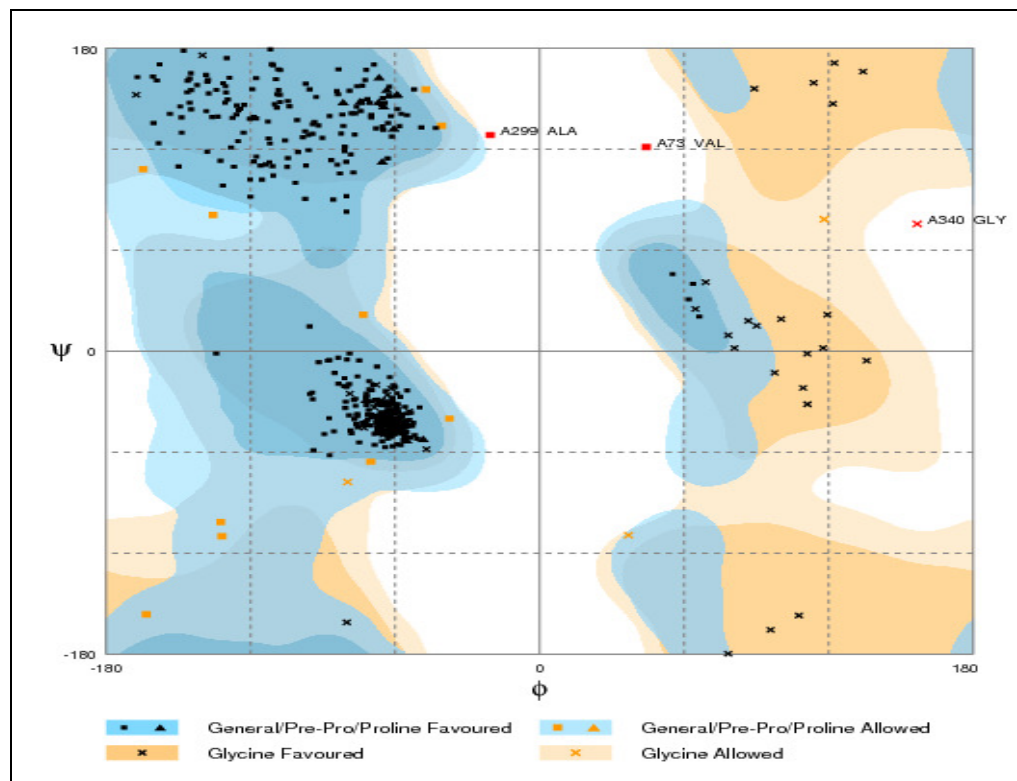 180
A299 ALA
A73 VAL
A340 GLY
Ψ
0
-180
-180
0
180
ϕ
General/Pre-Pro/Proline Favoured
General/Pre-Pro/Proline Allowed
Glycine Favoured
Glycine Allowed